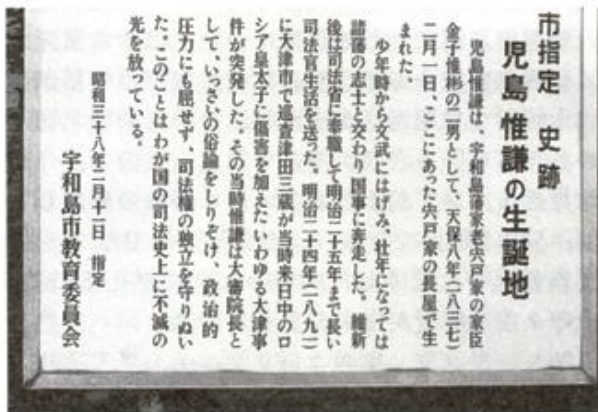 市指定 史跡
児島惟謙の生誕地
児島惟謙は、宇和島藩家老宍戸家の家臣
金子惟彬の二男として、天保八年(一八三七)
二月一日、ここにあった宍戸家の長屋で生
まれた。
少年時から文武にはげみ、壮年になっては
諸藩の志士と交わり国事に奔走した。維新
後は司法省に奉職して明治二十五年まで長い
司法官生活を送った。明治二十四年(一八九一)
に大津市で巡査津田三蔵が当時来日中のロ
シア皇太子に傷害を加えたいわゆる大津事
件が突発した。その当時惟謙は大審院長と
して、いっさいの俗論をしりぞけ、政治的
圧力にも屈せず、司法権の独立を守りぬい
た。このことはわが国の司法史上に不滅の
光を放っている。
昭和三十八年二月十一日 指定
宇和島市教育委員会